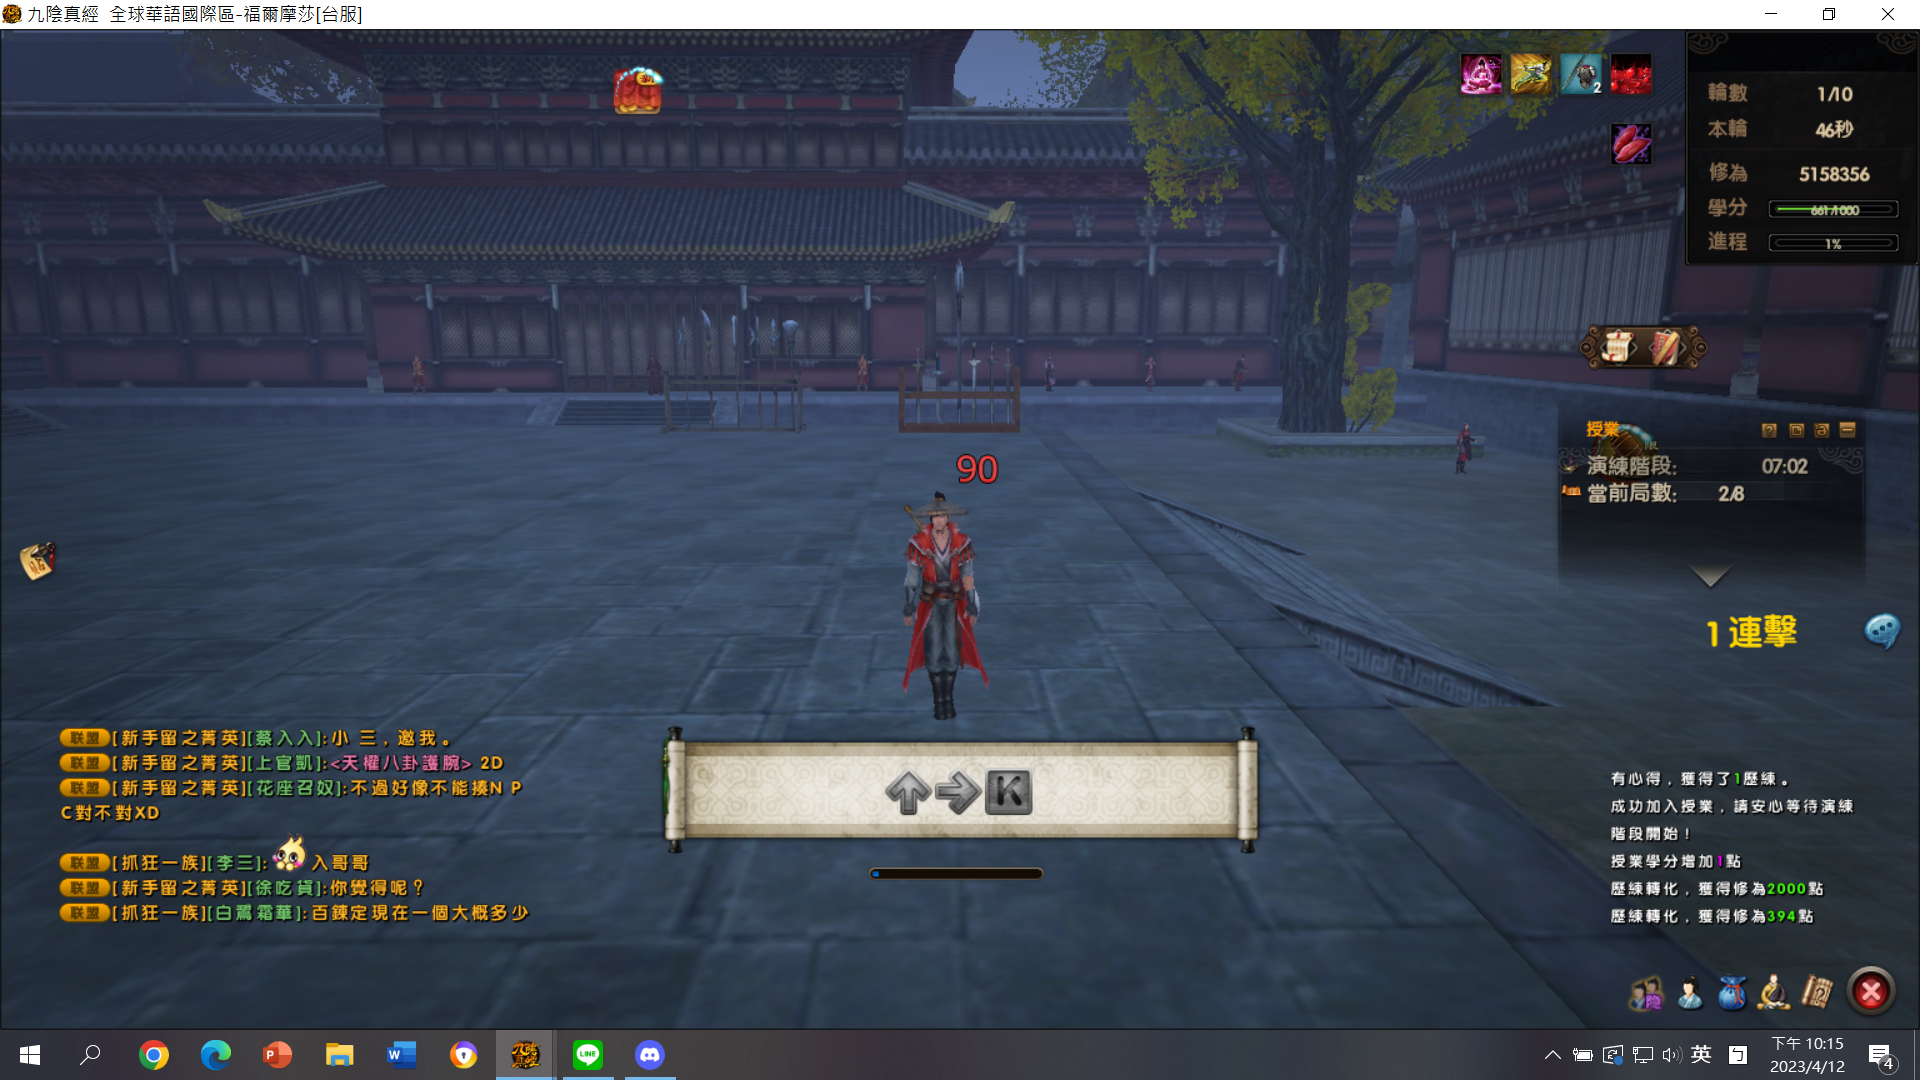 九陰真經 全球華語國際區-福爾摩莎[台服]
2
輪數 1/10
本輪 46秒
修為 5158356
學分 661/1000
進程 1%
授業
演練階段: 07:02
當前局數: 2/8
90
1連擊
K
联盟 [新手留之菁英][蔡入入]:小 三，邀我。
联盟 [新手留之菁英][上官凱]:<天權八卦護腕> 2D
联盟 [新手留之菁英][花座召奴]:不過好像不能揍N P
C對不對XD
联盟 [抓狂一族][李三]: 入哥哥
联盟 [新手留之菁英][徐吃貨]:你覺得呢？
联盟 [抓狂一族][白鷺霜華]:百鍊定現在一個大概多少
有心得，獲得了1歷練。
成功加入授業，請安心等待演練
階段開始！
授業學分增加1點
歷練轉化，獲得修為2000點
歷練轉化，獲得修為394點
英
下午 10:15
2023/4/12
4